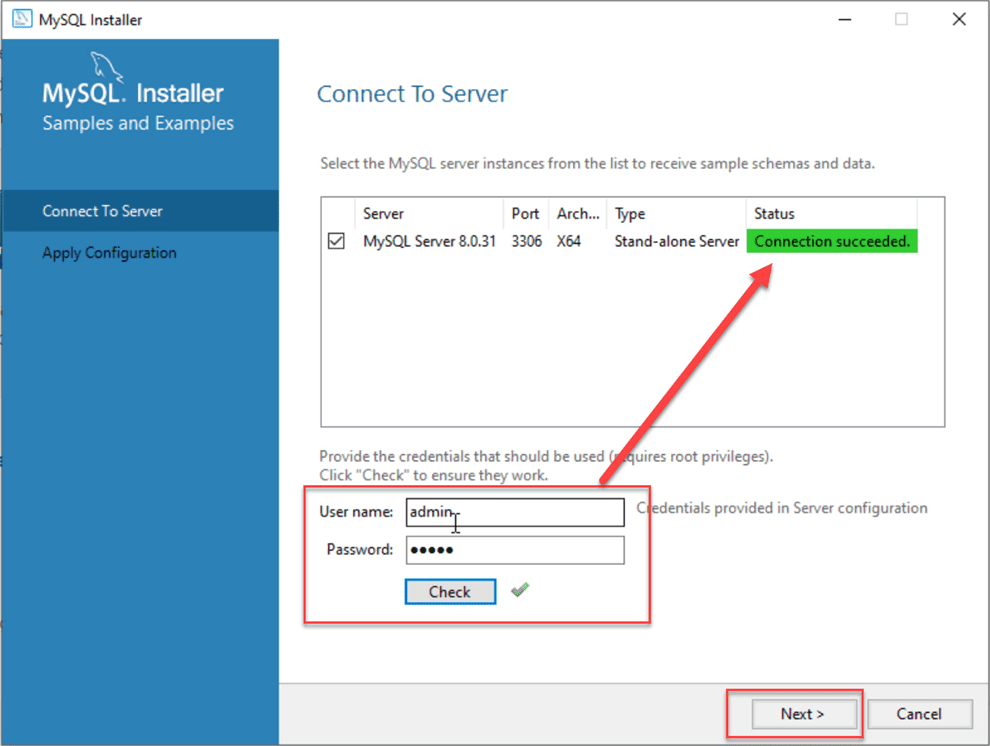 MySQL Installer
MySQL. Installer
Samples and Examples
Connect To Server
Apply Configuration
Connect To Server
Select the MySQL server instances from the list to receive sample schemas and data.
Server Port Arch... Type Status
MySQL Server 8.0.31 3306 X64 Stand-alone Server Connection succeeded.
Provide the credentials that should be used (requires root privileges).
Click "Check" to ensure they work.
User name: admin Credentials provided in Server configuration
Password: •••••
Check
Next > Cancel